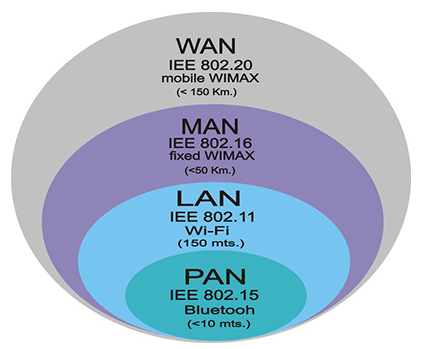 WAN
IEE 802.20
mobile WIMAX
(< 150 Km.)
MAN
IEE 802.16
fixed WIMAX
(<50 Km.)
LAN
IEE 802.11
Wi-Fi
(150 mts.)
PAN
IEE 802.15
Bluetooh
(<10 mts.)